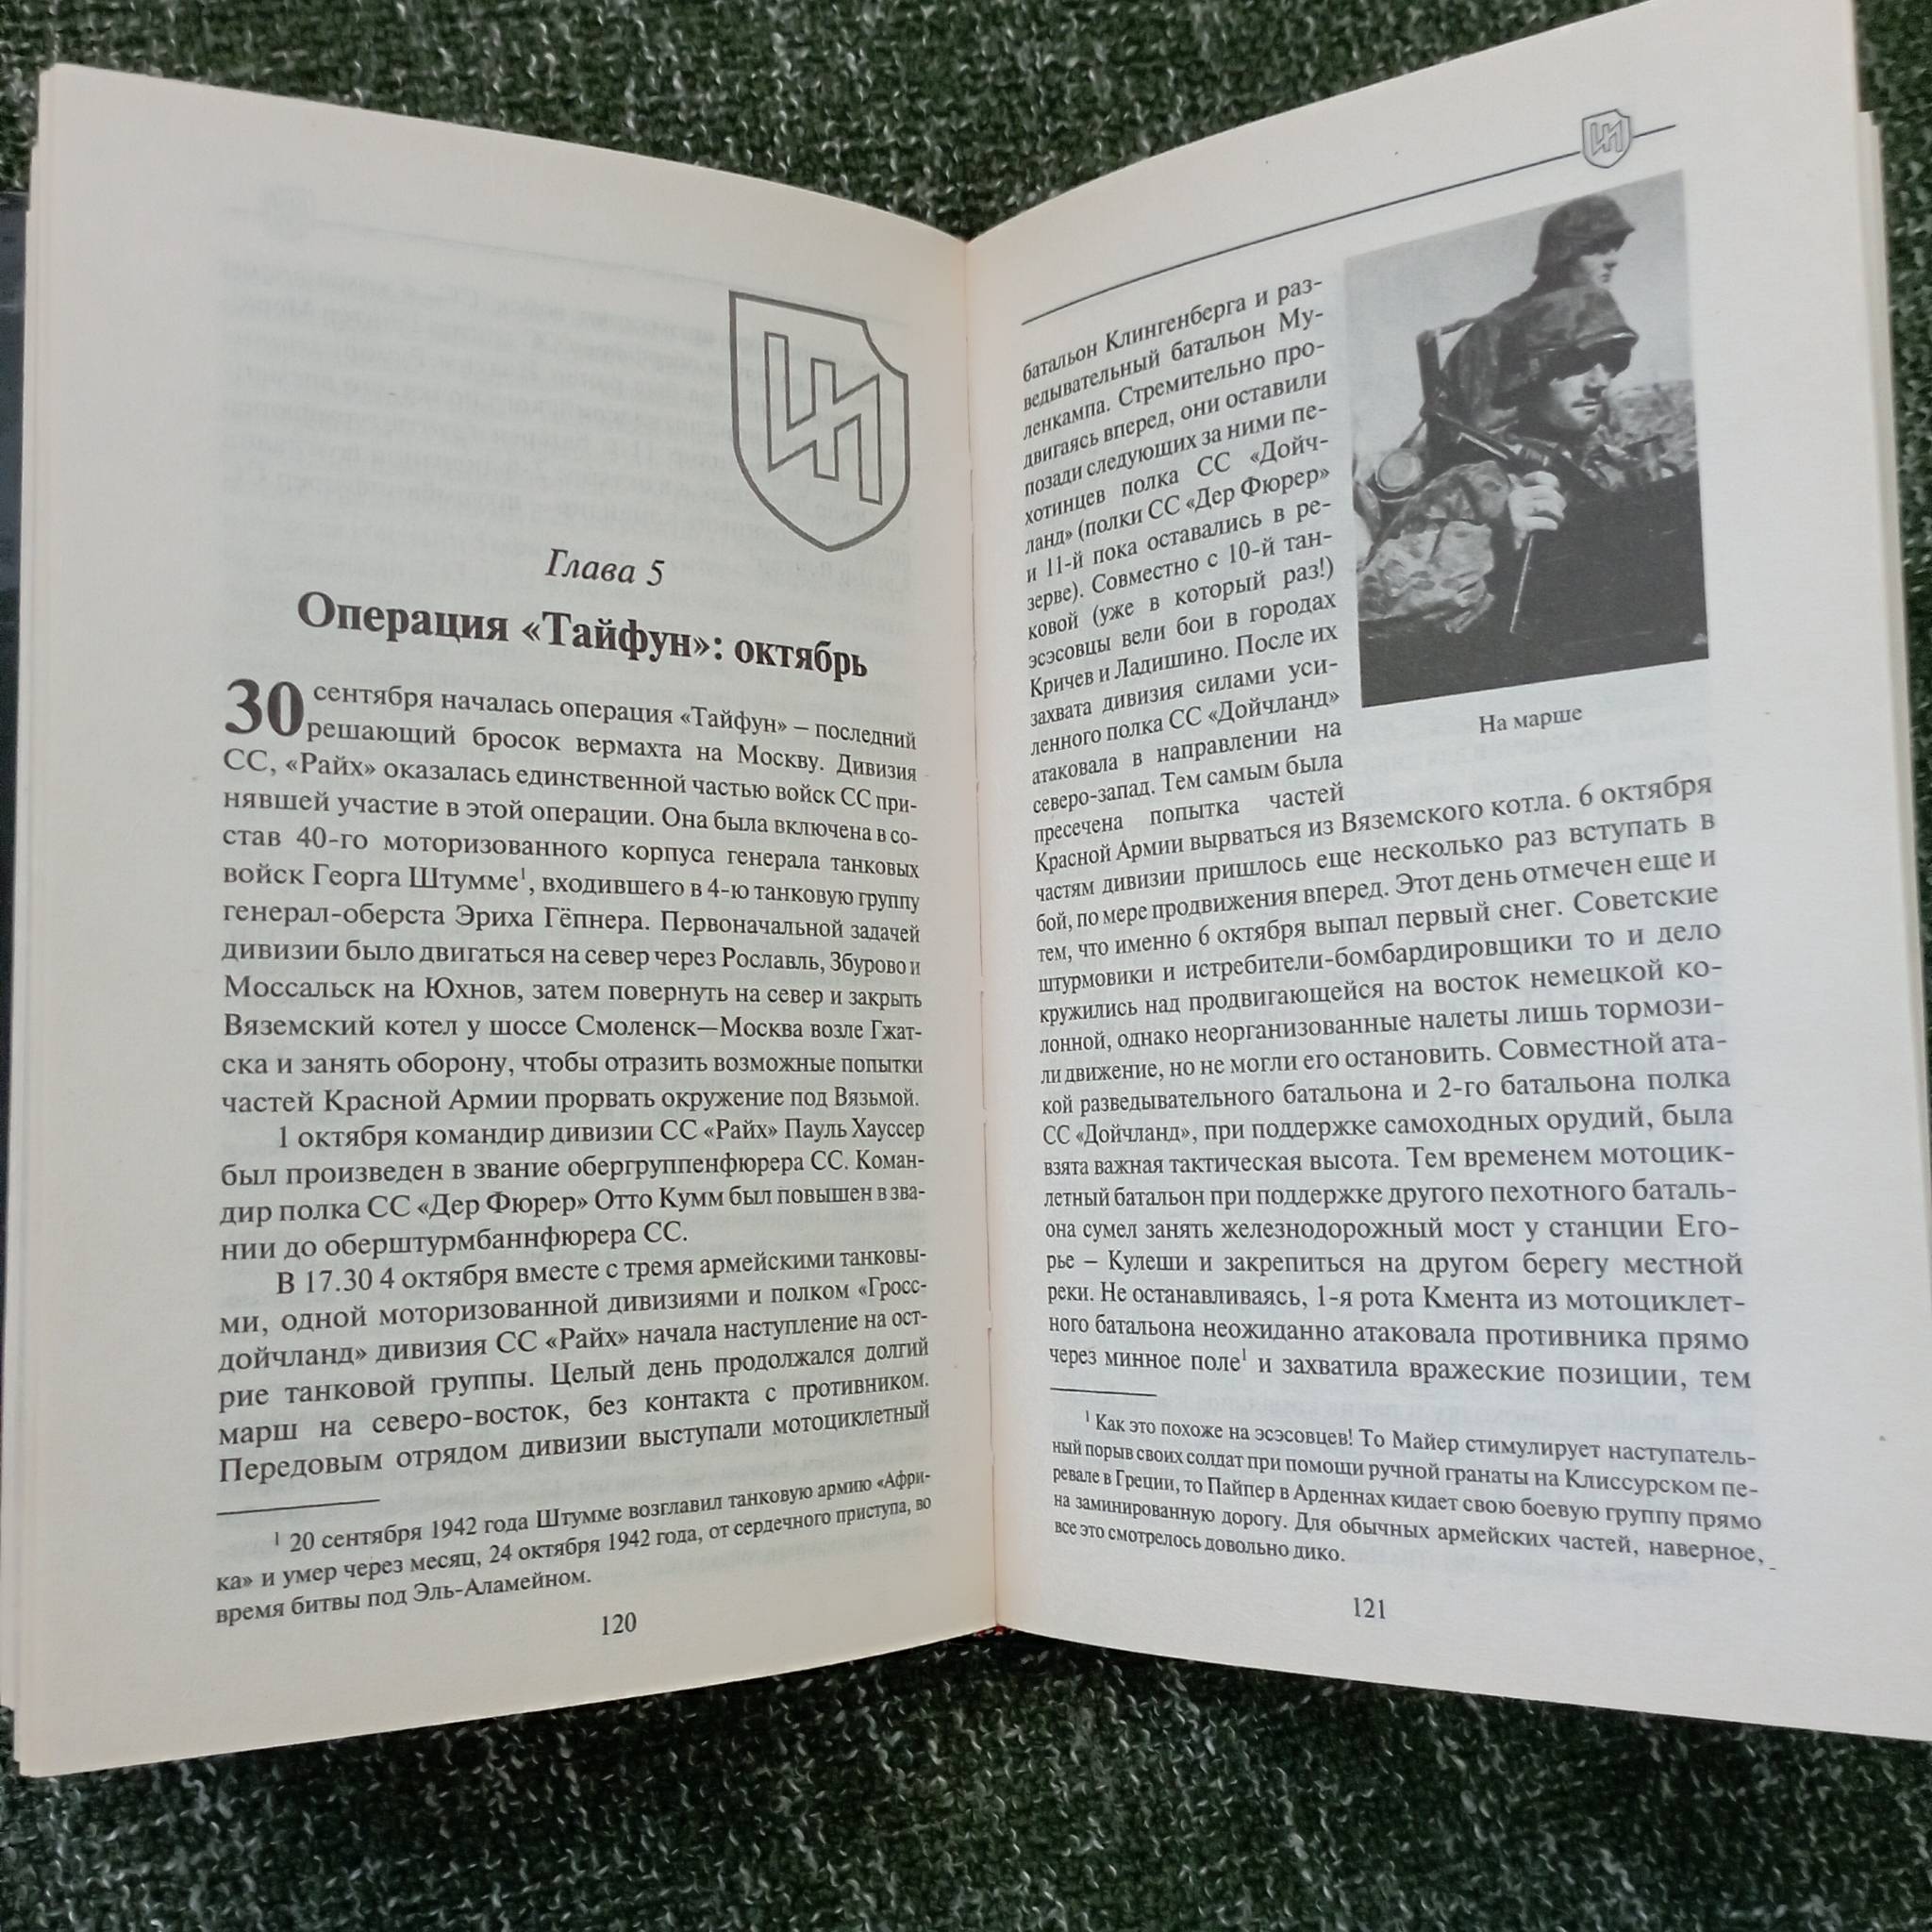 Глава 5
Операция «Тайфун»: октябрь
30 сентября началась операция «Тайфун» – последний
решающий бросок вермахта на Москву. Дивизия
СС, «Райх» оказалась единственной частью войск СС при-
нявшей участие в этой операции. Она была включена в со-
став 40-го моторизованного корпуса генерала танковых
войск Георга Штумме¹, входившего в 4-ю танковую группу
генерал-оберста Эриха Гёпнера. Первоначальной задачей
дивизии было двигаться на север через Рославль, Збурово и
Моссальск на Юхнов, затем повернуть на север и закрыть
Вяземский котел у шоссе Смоленск—Москва возле Гжат-
ска и занять оборону, чтобы отразить возможные попытки
частей Красной Армии прорвать окружение под Вязьмой.
1 октября командир дивизии СС «Райх» Пауль Хауссер
был произведен в звание обергруппенфюрера СС. Коман-
дир полка СС «Дер Фюрер» Отто Кумм был повышен в зва-
нии до оберштурмбаннфюрера СС.
В 17.30 4 октября вместе с тремя армейскими танковы-
ми, одной моторизованной дивизиями и полком «Гросс-
дойчланд» дивизия СС «Райх» начала наступление на ост-
рие танковой группы. Целый день продолжался долгий
марш на северо-восток, без контакта с противником.
Передовым отрядом дивизии выступали мотоциклетный
¹ 20 сентября 1942 года Штумме возглавил танковую армию «Афри-
ка» и умер через месяц, 24 октября 1942 года, от сердечного приступа, во
время битвы под Эль-Аламейном.
120
батальон Клингенберга и раз-
ведывательный батальон Му-
ленкампа. Стремительно про-
двигаясь вперед, они оставили
позади следующих за ними пе-
хотинцев полка СС «Дойч-
ланд» (полки СС «Дер Фюрер»
и 11-й пока оставались в ре-
зерве). Совместно с 10-й тан-
ковой (уже в который раз!)
эсэсовцы вели бои в городах
Кричев и Ладишино. После их
захвата дивизия силами уси-
ленного полка СС «Дойчланд»
атаковала в направлении на
северо-запад. Тем самым была
пресечена попытка частей
На марше
Красной Армии вырваться из Вяземского котла. 6 октября
частям дивизии пришлось еще несколько раз вступать в
бой, по мере продвижения вперед. Этот день отмечен еще и
тем, что именно 6 октября выпал первый снег. Советские
штурмовики и истребители-бомбардировщики то и дело
кружились над продвигающейся на восток немецкой ко-
лонной, однако неорганизованные налеты лишь тормози-
ли движение, но не могли его остановить. Совместной ата-
кой разведывательного батальона и 2-го батальона полка
СС «Дойчланд», при поддержке самоходных орудий, была
взята важная тактическая высота. Тем временем мотоцик-
летный батальон при поддержке другого пехотного баталь-
она сумел занять железнодорожный мост у станции Его-
рье – Кулеши и закрепиться на другом берегу местной
реки. Не останавливаясь, 1-я рота Кмента из мотоциклет-
ного батальона неожиданно атаковала противника прямо
через минное поле¹ и захватила вражеские позиции, тем
¹ Как это похоже на эсэсовцев! То Майер стимулирует наступатель-
ный порыв своих солдат при помощи ручной гранаты на Клиссурском пе-
ревале в Греции, то Пайпер в Арденнах кидает свою боевую группу прямо
на заминированную дорогу. Для обычных армейских частей, наверное,
все это смотрелось довольно дико.
121